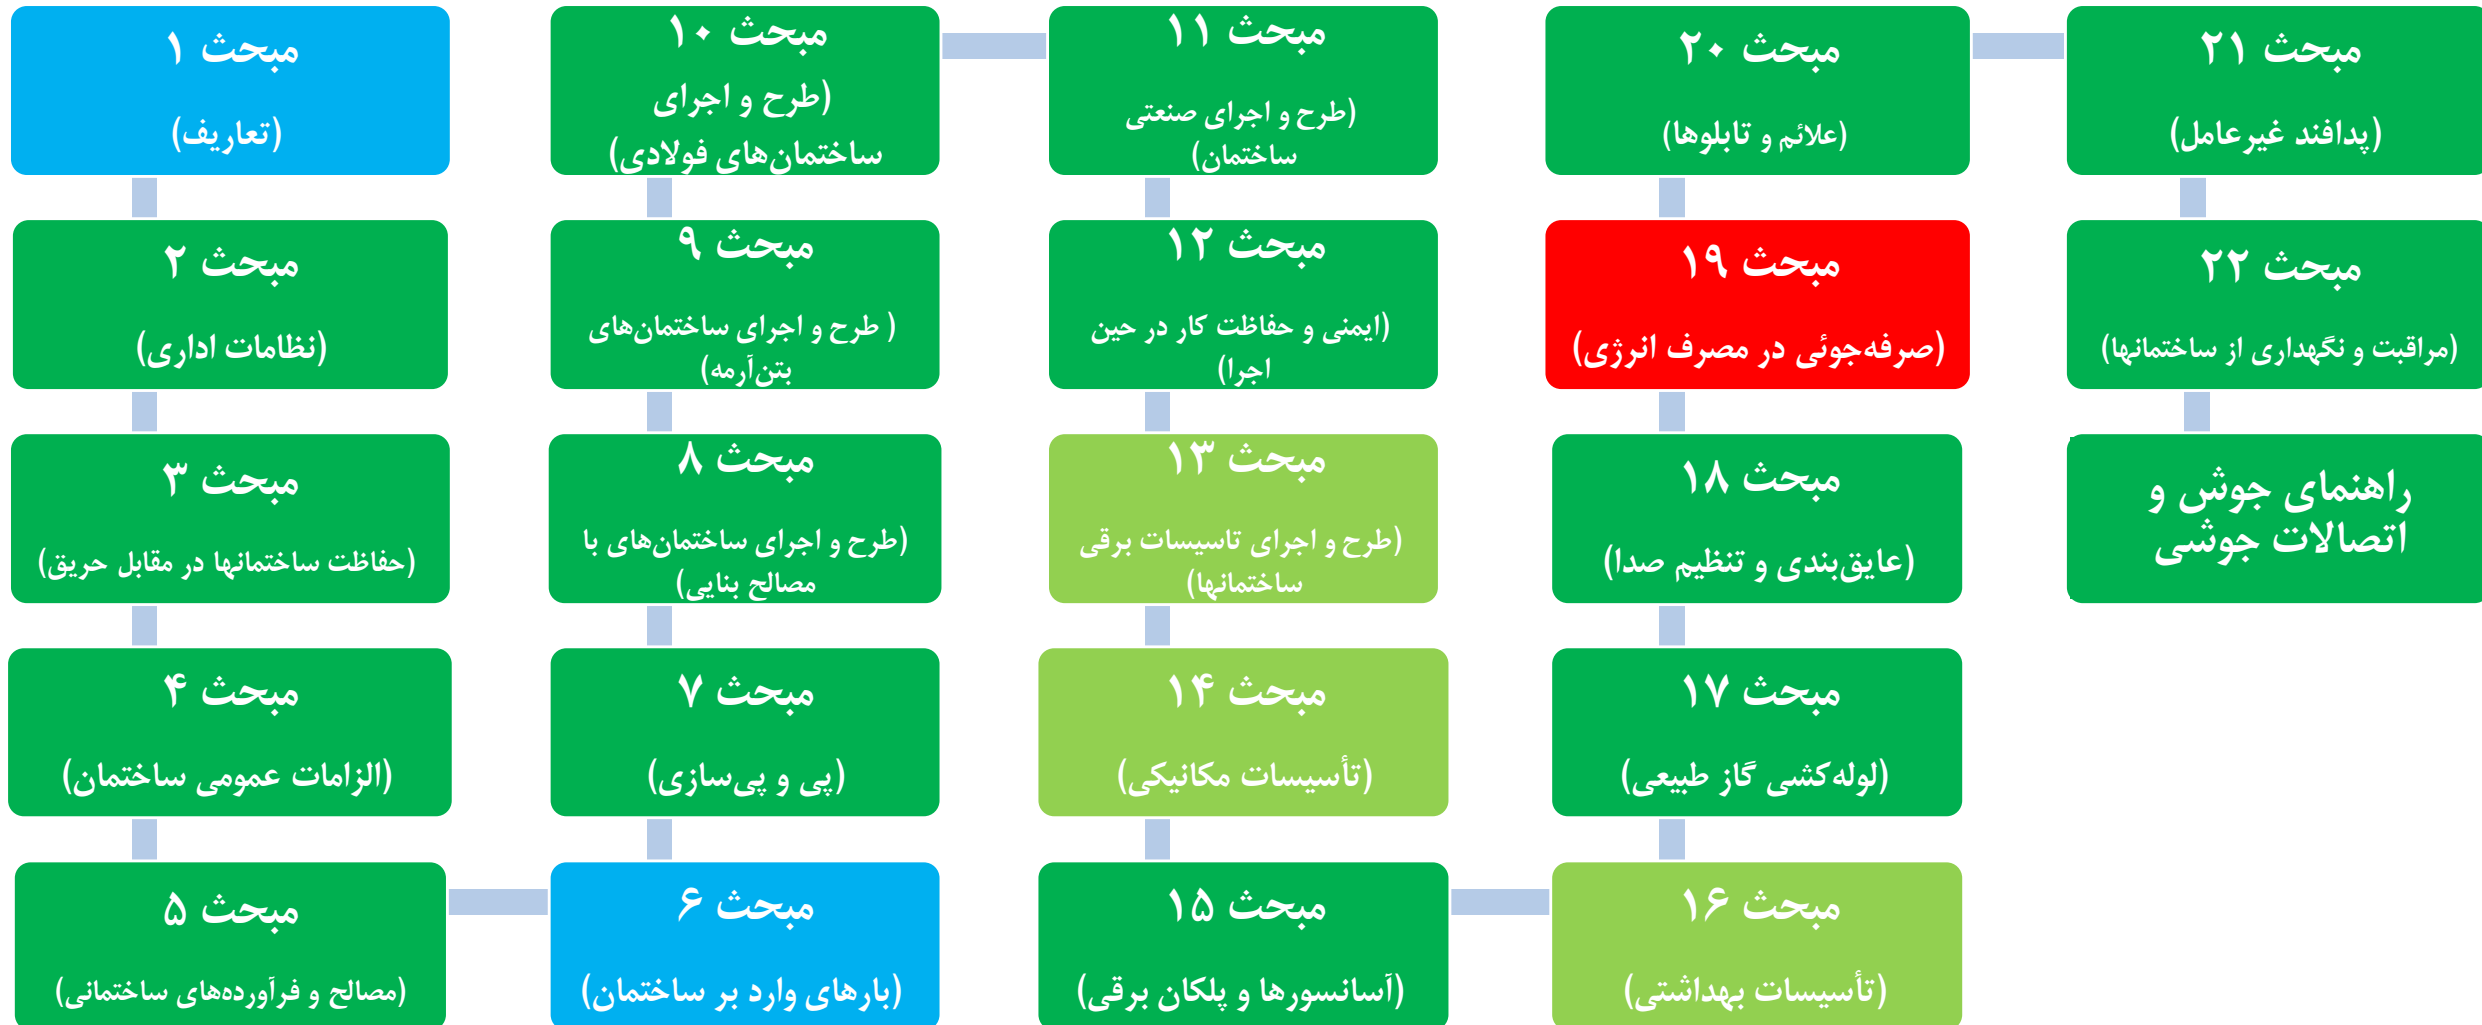 مبحث ۱
(تعاریف)
مبحث ۲
(نظامات اداری)
مبحث ۳
(حفاظت ساختمانها در مقابل حریق)
مبحث ۴
(الزامات عمومی ساختمان)
مبحث ۵
(مصالح و فرآورده‌های ساختمانی)
مبحث ۶
(بارهای وارد بر ساختمان)
مبحث ۷
(پی و پی‌سازی)
مبحث ۸
(طرح و اجرای ساختمان‌های با
مصالح بنایی)
مبحث ۹
( طرح و اجرای ساختمان‌های
بتن‌آرمه)
مبحث ۱۰
(طرح و اجرای
ساختمان‌های فولادی)
مبحث ۱۱
(طرح و اجرای صنعتی
ساختمان)
مبحث ۱۲
(ایمنی و حفاظت کار در حین
اجرا)
مبحث ۱۳
(طرح و اجرای تاسیسات برقی
ساختمانها)
مبحث ۱۴
(تأسیسات مکانیکی)
مبحث ۱۵
(آسانسورها و پلکان برقی)
مبحث ۱۶
(تأسیسات بهداشتی)
مبحث ۱۷
(لوله‌کشی گاز طبیعی)
مبحث ۱۸
(عایق‌بندی و تنظیم صدا)
مبحث ۱۹
(صرفه‌جوئی در مصرف انرژی)
مبحث ۲۰
(علائم و تابلوها)
مبحث ۲۱
(پدافند غیرعامل)
مبحث ۲۲
(مراقبت و نگهداری از ساختمانها)
راهنمای جوش و
اتصالات جوشی